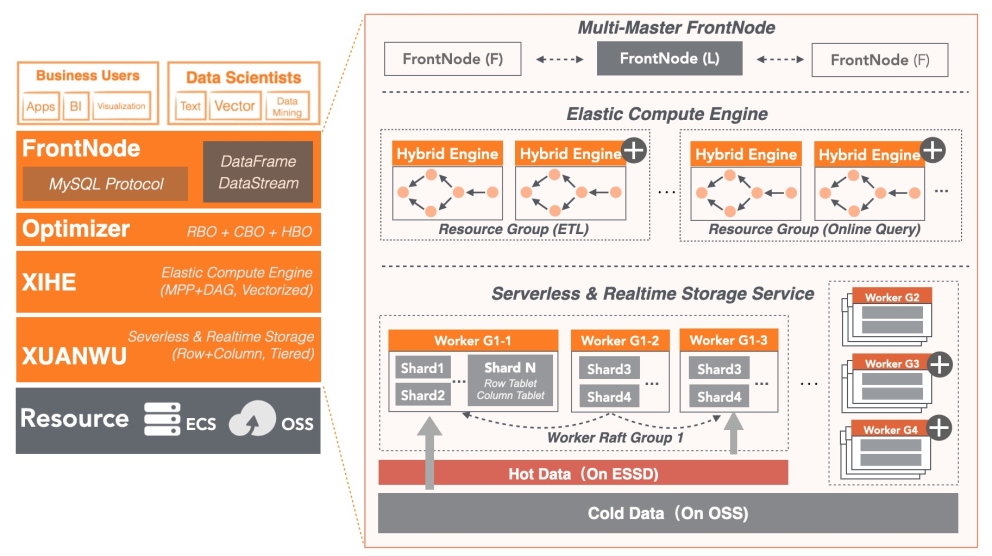 Business Users
Apps
BI
Visualization
Data Scientists
Text
Vector
Data
Mining
FrontNode
MySQL Protocol
DataFrame
DataStream
Optimizer
RBO + CBO + HBO
XIHE
Elastic Compute Engine
(MPP+DAG, Vectorized)
XUANWU
Severless & Realtime Storage
(Row+Column, Tiered)
Resource
ECS
OSS
Multi-Master FrontNode
FrontNode (F)
FrontNode (L)
FrontNode (F)
Elastic Compute Engine
Hybrid Engine
Hybrid Engine
Resource Group (ETL)
...
Hybrid Engine
Hybrid Engine
...
Resource Group (Online Query)
Serverless & Realtime Storage Service
Worker G1-1
Shard1
Shard2
...
Shard N
Row Tablet
Column Tablet
Worker G1-2
Shard3
Shard4
...
Worker G1-3
Shard3
Shard4
...
Worker Raft Group 1
...
Worker G2
Worker G3
Worker G4
Hot Data（On ESSD)
Cold Data（On OSS)